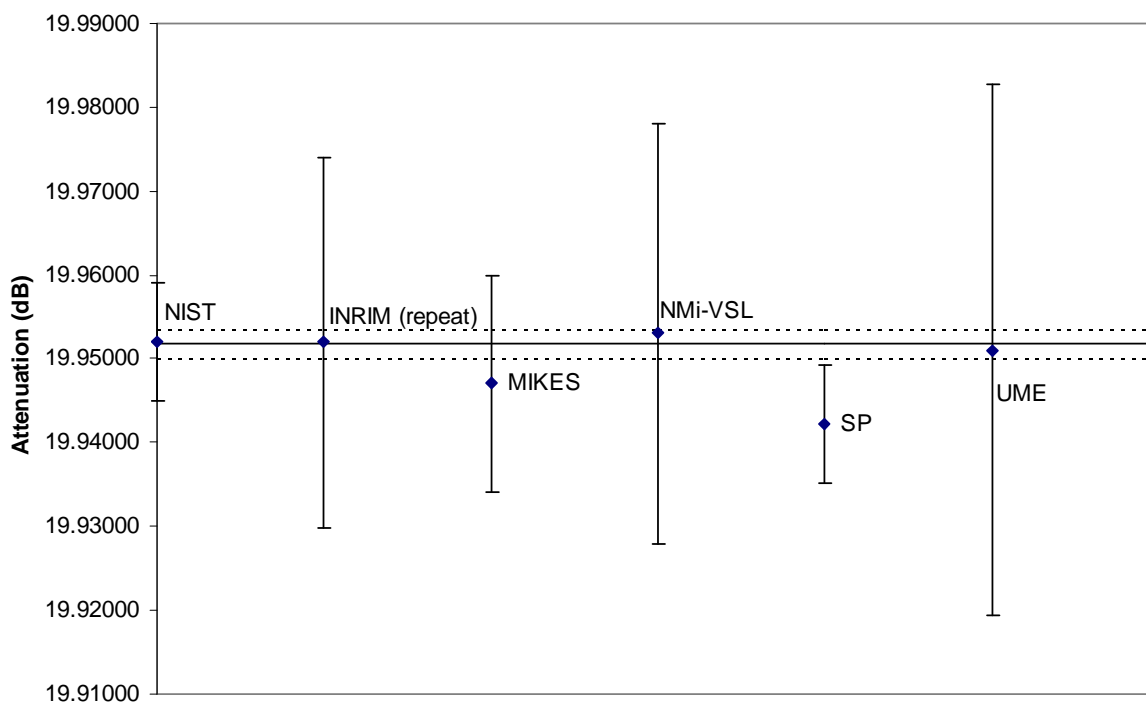 19.99000
19.98000
19.97000
19.96000
19.95000
19.94000
19.93000
19.92000
19.91000
Attenuation (dB)
NIST
INRIM (repeat)
MIKES
NMi-VSL
SP
UME